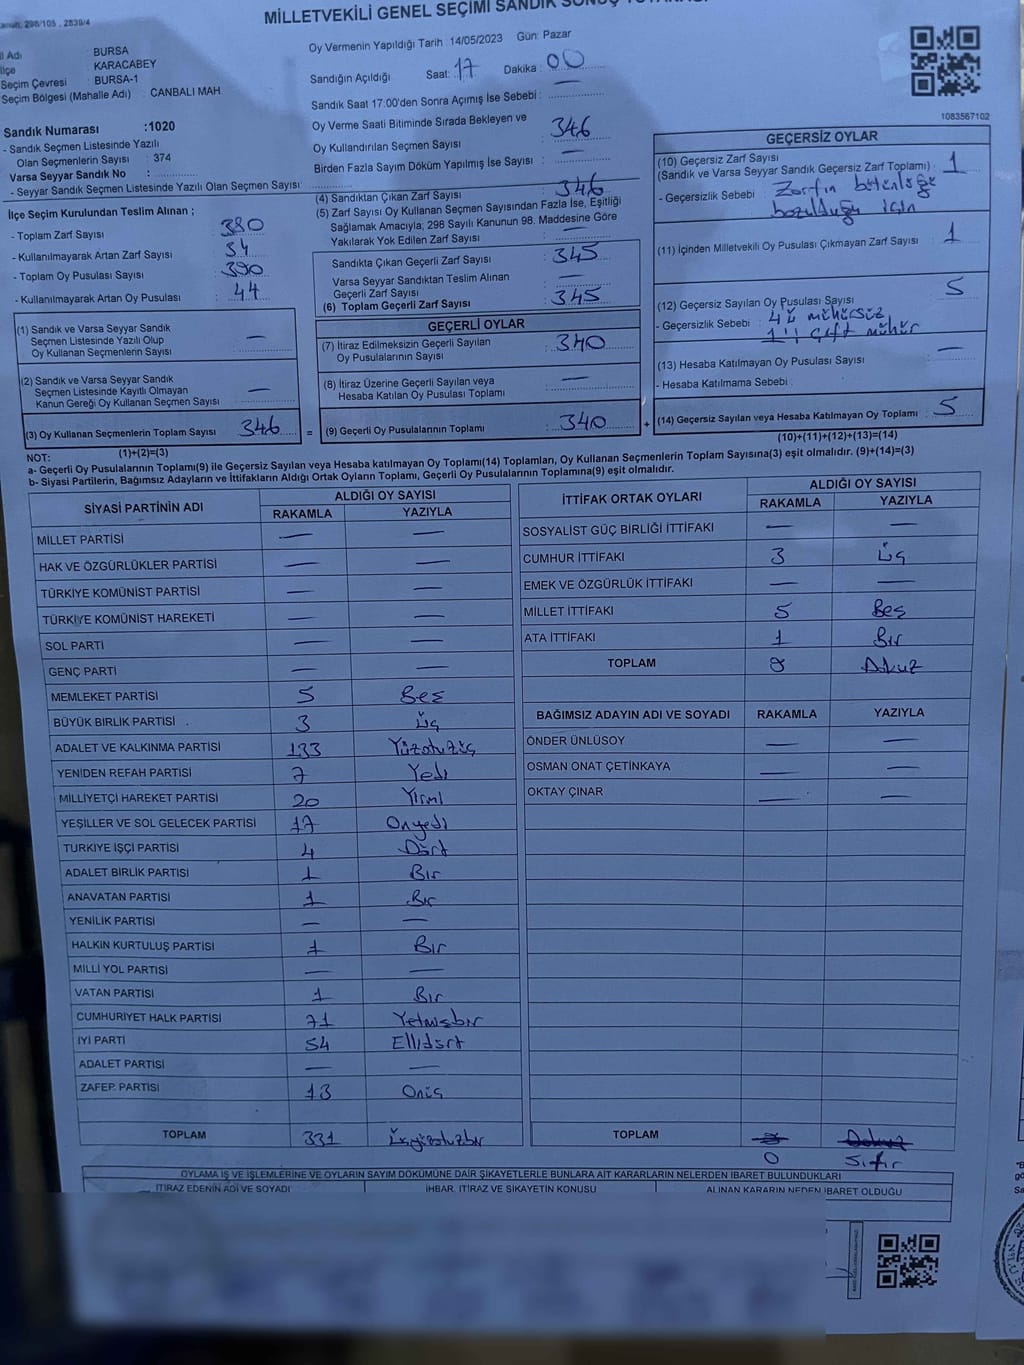 MİLLETVEKİLİ GENEL SEÇİMİ SANDIK SONUÇ
298/105 , 2839/4
İl Adı : BURSA
İlçe KARACABEY
Seçim Çevresi BURSA-1
Seçim Bölgesi (Mahalle Adı) : CANBALI MAH.
Sandık Numarası :1020
- Sandık Seçmen Listesinde Yazılı
Olan Seçmenlerin Sayısı : 374
Varsa Seyyar Sandık No :
- Seyyar Sandık Seçmen Listesinde Yazılı Olan Seçmen Sayısı:
Oy Vermenin Yapıldığı Tarih :14/05/2023 Gün: Pazar
Sandığın Açıldığı Saat: 17 Dakika : 00
Sandık Saat 17:00'den Sonra Açımış İse Sebebi : —
Oy Verme Saati Bitiminde Sırada Bekleyen ve
Oy Kullandırılan Seçmen Sayısı : 346
Birden Fazla Sayım Döküm Yapılmış İse Sayısı : —
1083567102
İlçe Seçim Kurulundan Teslim Alınan ;
- Toplam Zarf Sayısı : 380
- Kullanılmayarak Artan Zarf Sayısı : 34
- Toplam Oy Pusulası Sayısı : 390
- Kullanılmayarak Artan Oy Pusulası : 44
(1) Sandık ve Varsa Seyyar Sandık
Seçmen Listesinde Yazılı Olup
Oy Kullanan Seçmenlerin Sayısı —
(2) Sandık ve Varsa Seyyar Sandık
Seçmen Listesinde Kayıtlı Olmayan
Kanun Gereği Oy Kullanan Seçmen Sayısı —
(3) Oy Kullanan Seçmenlerin Toplam Sayısı 346 =
(1)+(2)=(3)
(4) Sandıktan Çıkan Zarf Sayısı : 346
(5) Zarf Sayısı Oy Kullanan Seçmen Sayısından Fazla İse, Eşitliği
Sağlamak Amacıyla; 298 Sayılı Kanunun 98. Maddesine Göre
Yakılarak Yok Edilen Zarf Sayısı : —
Sandıkta Çıkan Geçerli Zarf Sayısı : 345
Varsa Seyyar Sandıktan Teslim Alınan
Geçerli Zarf Sayısı : —
(6) Toplam Geçerli Zarf Sayısı : 345
GEÇERLİ OYLAR
(7) İtiraz Edilmeksizin Geçerli Sayılan
Oy Pusulalarının Sayısı : 340
(8) İtiraz Üzerine Geçerli Sayılan veya
Hesaba Katılan Oy Pusulası Toplamı : —
(9) Geçerli Oy Pusulalarının Toplamı : 340 +
GEÇERSİZ OYLAR
(10) Geçersiz Zarf Sayısı
(Sandık ve Varsa Seyyar Sandık Geçersiz Zarf Toplamı) : 1
- Geçersizlik Sebebi : Zarfın bütünlüğü
bozulduğu için
(11) İçinden Milletvekili Oy Pusulası Çıkmayan Zarf Sayısı : 1
(12) Geçersiz Sayılan Oy Pusulası Sayısı : 5
- Geçersizlik Sebebi : 4'ü mühürsüz
1'i çift mühür
(13) Hesaba Katılmayan Oy Pusulası Sayısı : —
- Hesaba Katılmama Sebebi :
(14) Geçersiz Sayılan veya Hesaba Katılmayan Oy Toplamı : 5
(10)+(11)+(12)+(13)=(14)
NOT:
a- Geçerli Oy Pusulalarının Toplamı(9) ile Geçersiz Sayılan veya Hesaba katılmayan Oy Toplamı(14) Toplamları, Oy Kullanan Seçmenlerin Toplam Sayısına(3) eşit olmalıdır. (9)+(14)=(3)
b- Siyasi Partilerin, Bağımsız Adayların ve İttifakların Aldığı Ortak Oyların Toplamı, Geçerli Oy Pusulalarının Toplamına(9) eşit olmalıdır.
SİYASİ PARTİNİN ADI ALDIĞI OY SAYISI
RAKAMLA YAZIYLA
MİLLET PARTİSİ — —
HAK VE ÖZGÜRLÜKLER PARTİSİ — —
TÜRKİYE KOMÜNİST PARTİSİ — —
TÜRKİYE KOMÜNİST HAREKETİ — —
SOL PARTİ — —
GENÇ PARTİ — —
MEMLEKET PARTİSİ 5 Beş
BÜYÜK BİRLİK PARTİSİ 3 Üç
ADALET VE KALKINMA PARTİSİ 133 Yüzotuzüç
YENİDEN REFAH PARTİSİ 7 Yedi
MİLLİYETÇİ HAREKET PARTİSİ 20 Yirmi
YEŞİLLER VE SOL GELECEK PARTİSİ 17 Onyedi
TÜRKİYE İŞÇİ PARTİSİ 4 Dört
ADALET BİRLİK PARTİSİ 1 Bir
ANAVATAN PARTİSİ 1 Bir
YENİLİK PARTİSİ — —
HALKIN KURTULUŞ PARTİSİ 1 Bir
MİLLİ YOL PARTİSİ — —
VATAN PARTİSİ 1 Bir
CUMHURİYET HALK PARTİSİ 71 Yetmişbir
İYİ PARTİ 54 Ellidört
ADALET PARTİSİ — —
ZAFER PARTİSİ 13 Onüç
TOPLAM 331 Üçyüzotuzbir
İTTİFAK ORTAK OYLARI ALDIĞI OY SAYISI
RAKAMLA YAZIYLA
SOSYALİST GÜÇ BİRLİĞİ İTTİFAKI — —
CUMHUR İTTİFAKI 3 Üç
EMEK VE ÖZGÜRLÜK İTTİFAKI — —
MİLLET İTTİFAKI 5 Beş
ATA İTTİFAKI 1 Bir
TOPLAM 9 Dokuz
BAĞIMSIZ ADAYIN ADI VE SOYADI RAKAMLA YAZIYLA
ÖNDER ÜNLÜSOY — —
OSMAN ONAT ÇETİNKAYA — —
OKTAY ÇINAR — —
TOPLAM 9 Dokuz
0 Sıfır
OYLAMA İŞ VE İŞLEMLERİNE VE OYLARIN SAYIM DÖKÜMÜNE DAİR ŞİKAYETLERLE BUNLARA AİT KARARLARIN NELERDEN İBARET BULUNDUKLARI
İTİRAZ EDENİN ADI VE SOYADI İHBAR, İTİRAZ VE ŞİKAYETİN KONUSU ALINAN KARARIN NEDEN İBARET OLDUĞU